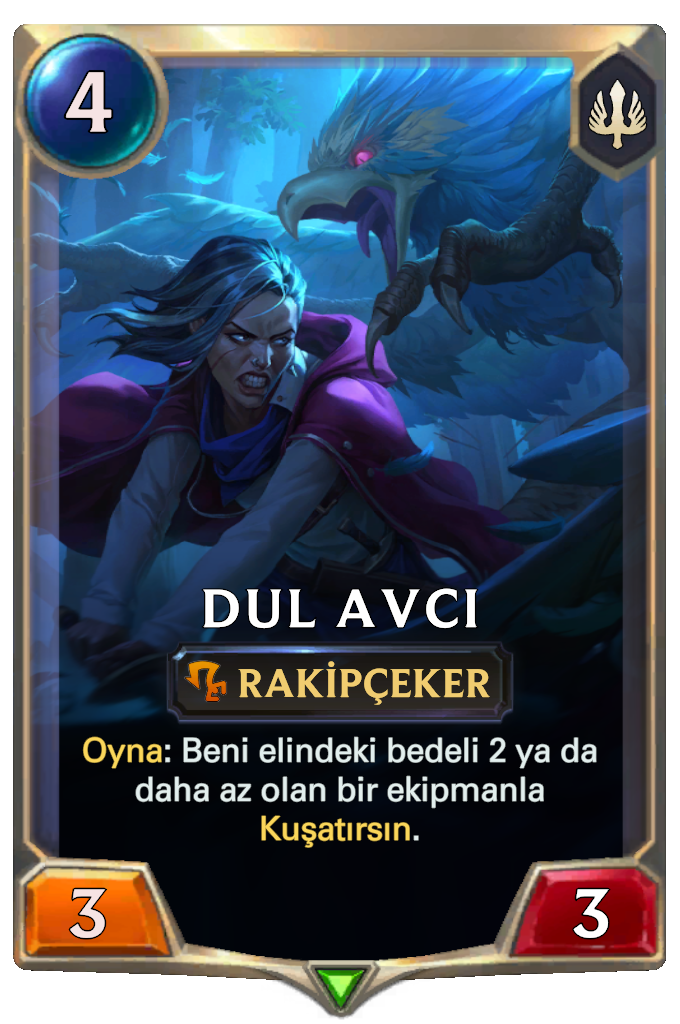 4
DUL AVCI
RAKİPÇEKER
Oyna: Beni elindeki bedeli 2 ya da
daha az olan bir ekipmanla
Kuşatırsın.
3
3